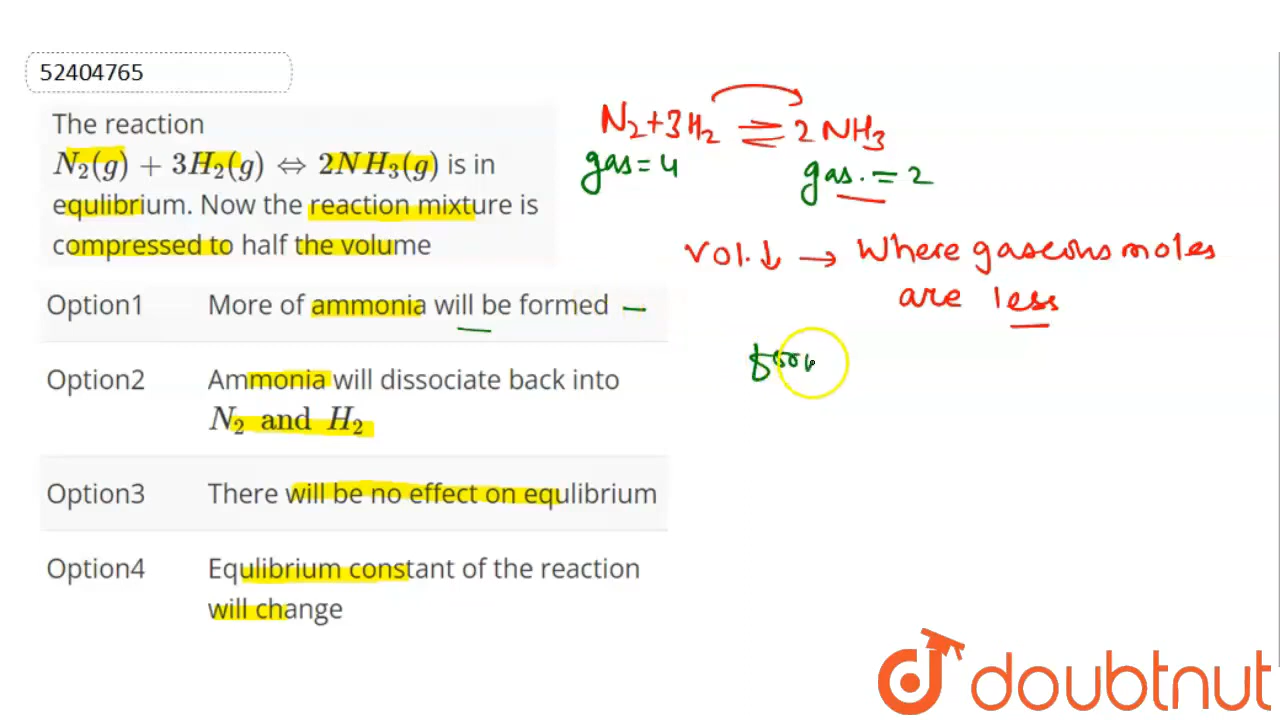 52404765
The reaction
N₂(g) + 3H₂(g) ⇔ 2NH₃(g) is in
equlibrium. Now the reaction mixture is
compressed to half the volume
Option1 More of ammonia will be formed
Option2 Ammonia will dissociate back into
N₂ and H₂
Option3 There will be no effect on equlibrium
Option4 Equlibrium constant of the reaction
will change
N₂+3H₂ ⇌ 2NH₃
gas=4 gas.=2
Vol.↓ → Where gaseous moles
are less
doubtnut